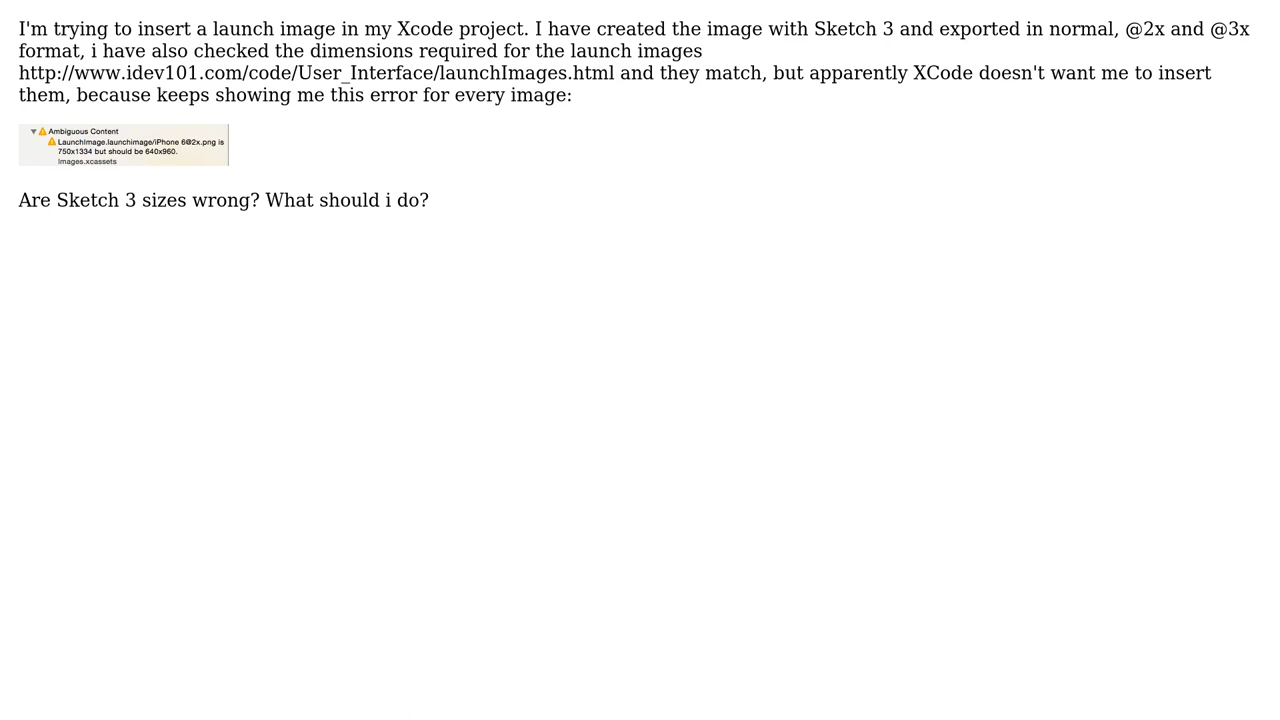 I'm trying to insert a launch image in my Xcode project. I have created the image with Sketch 3 and exported in normal, @2x and @3x
format, i have also checked the dimensions required for the launch images
http://www.idev101.com/code/User_Interface/launchImages.html and they match, but apparently XCode doesn't want me to insert
them, because keeps showing me this error for every image:
Ambiguous Content
LaunchImage.launchimage/iPhone 6@2x.png is
750x1334 but should be 640x960.
Images.xcassets
Are Sketch 3 sizes wrong? What should i do?